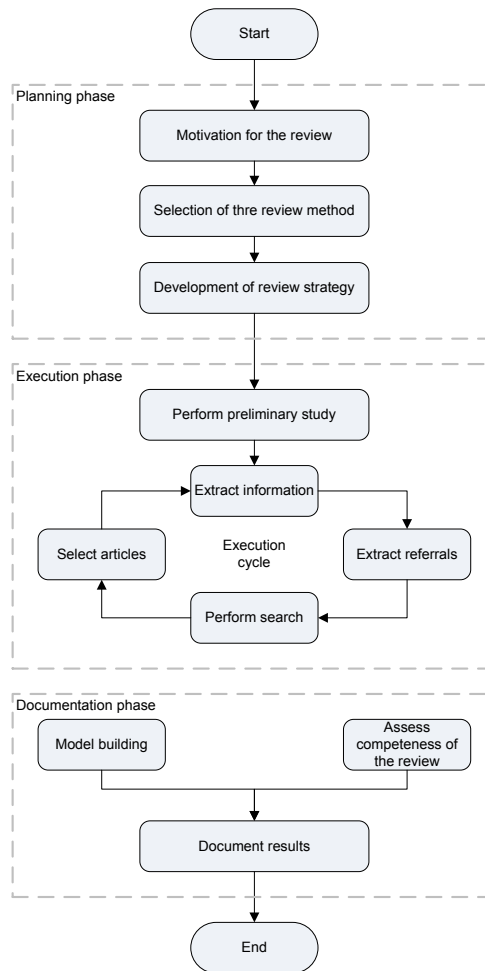 Start
Planning phase
Motivation for the review
Selection of thre review method
Development of review strategy
Execution phase
Perform preliminary study
Extract information
Select articles
Execution
cycle
Extract referrals
Perform search
Documentation phase
Model building
Assess
competeness of
the review
Document results
End